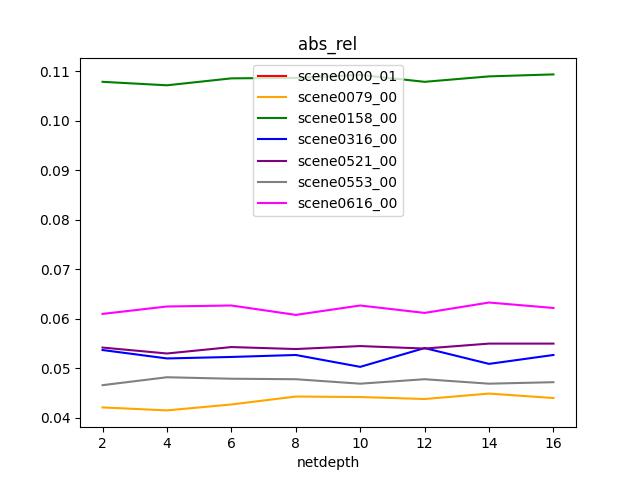 abs_rel
0.11
0.10
0.09
0.08
0.07
0.06
0.05
0.04
scene0000_01
scene0079_00
scene0158_00
scene0316_00
scene0521_00
scene0553_00
scene0616_00
2 4 6 8 10 12 14 16
netdepth